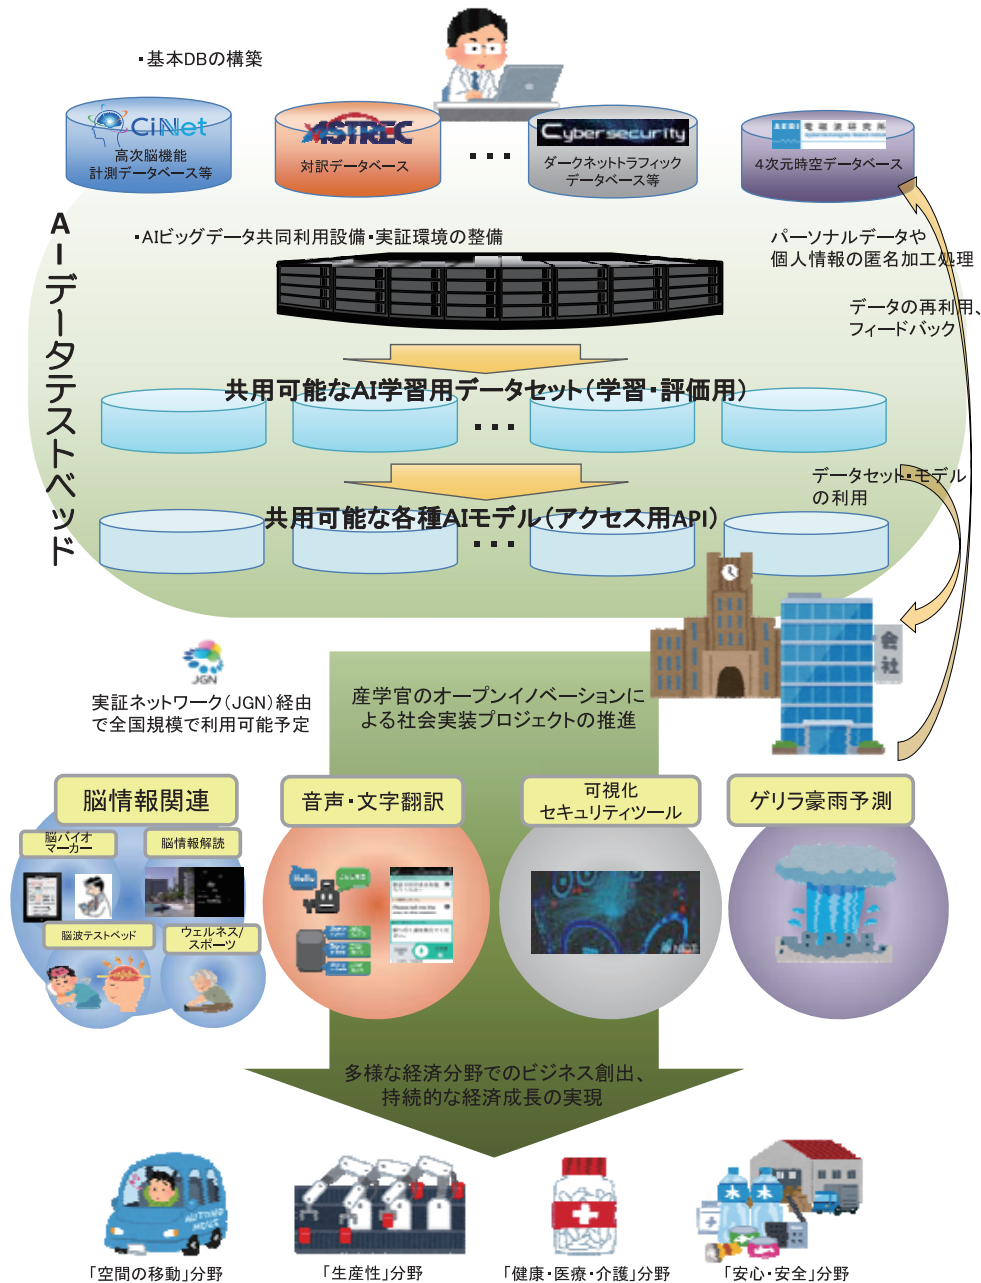 ・基本DBの構築
CiNet
高次脳機能
計測データベース等
ASTREC
対訳データベース
・・・
Cybersecurity
ダークネットトラフィック
データベース等
AERI 電磁波研究所
4次元時空データベース
AIデータテストベッド
・AIビッグデータ共同利用設備・実証環境の整備
パーソナルデータや
個人情報の匿名加工処理
データの再利用、
フィードバック
共用可能なAI学習用データセット(学習・評価用)
・・・
データセット・モデル
の利用
共用可能な各種AIモデル(アクセス用API)
・・・
会社
JGN
実証ネットワーク(JGN)経由
で全国規模で利用可能予定
産学官のオープンイノベーションに
よる社会実装プロジェクトの推進
脳情報関連
脳バイオ
マーカー
脳情報解読
脳波テストベッド
ウェルネス/
スポーツ
音声・文字翻訳
Hello
可視化
セキュリティツール
NICT
ゲリラ豪雨予測
多様な経済分野でのビジネス創出、
持続的な経済成長の実現
水
水
「空間の移動」分野
「生産性」分野
「健康・医療・介護」分野
「安心・安全」分野